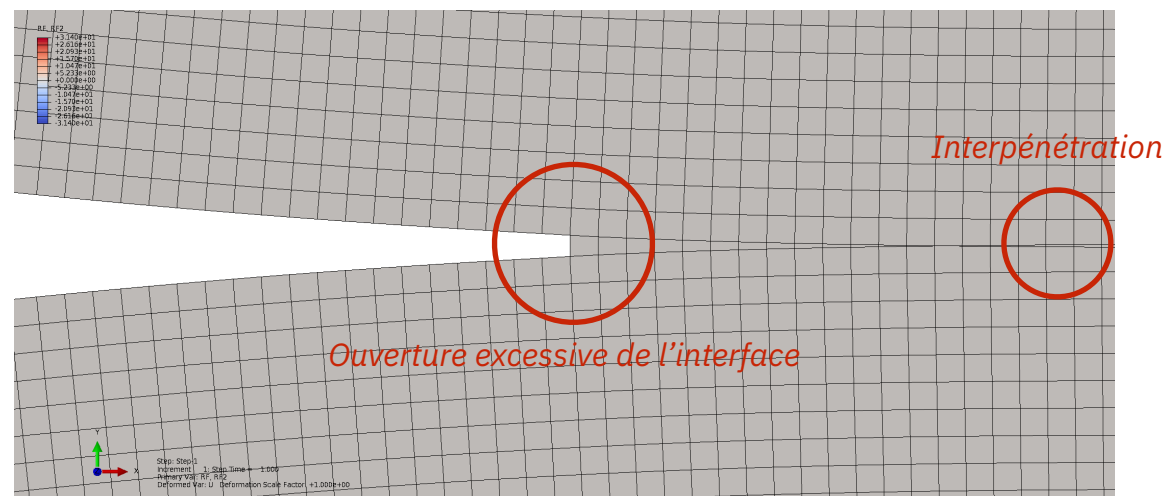 RF, RF2
+3.140e+01
+2.616e+01
+2.093e+01
+1.570e+01
+1.047e+01
+5.233e+00
+0.000e+00
-5.233e+00
-1.047e+01
-1.570e+01
-2.093e+01
-2.616e+01
-3.140e+01
Interpénétration
Ouverture excessive de l’interface
Y
X
Step: Step-1
Increment 1: Step Time = 1.000
Primary Var: RF, RF2
Deformed Var: U Deformation Scale Factor: +1.000e+00